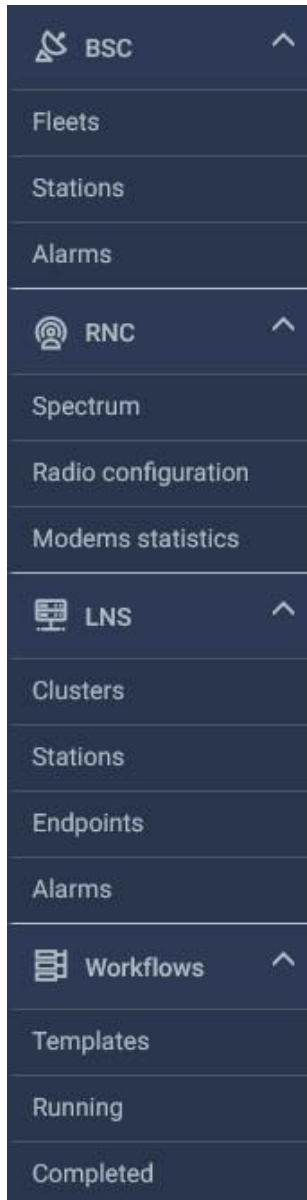 BSC
Fleets
Stations
Alarms
RNC
Spectrum
Radio configuration
Modems statistics
LNS
Clusters
Stations
Endpoints
Alarms
Workflows
Templates
Running
Completed